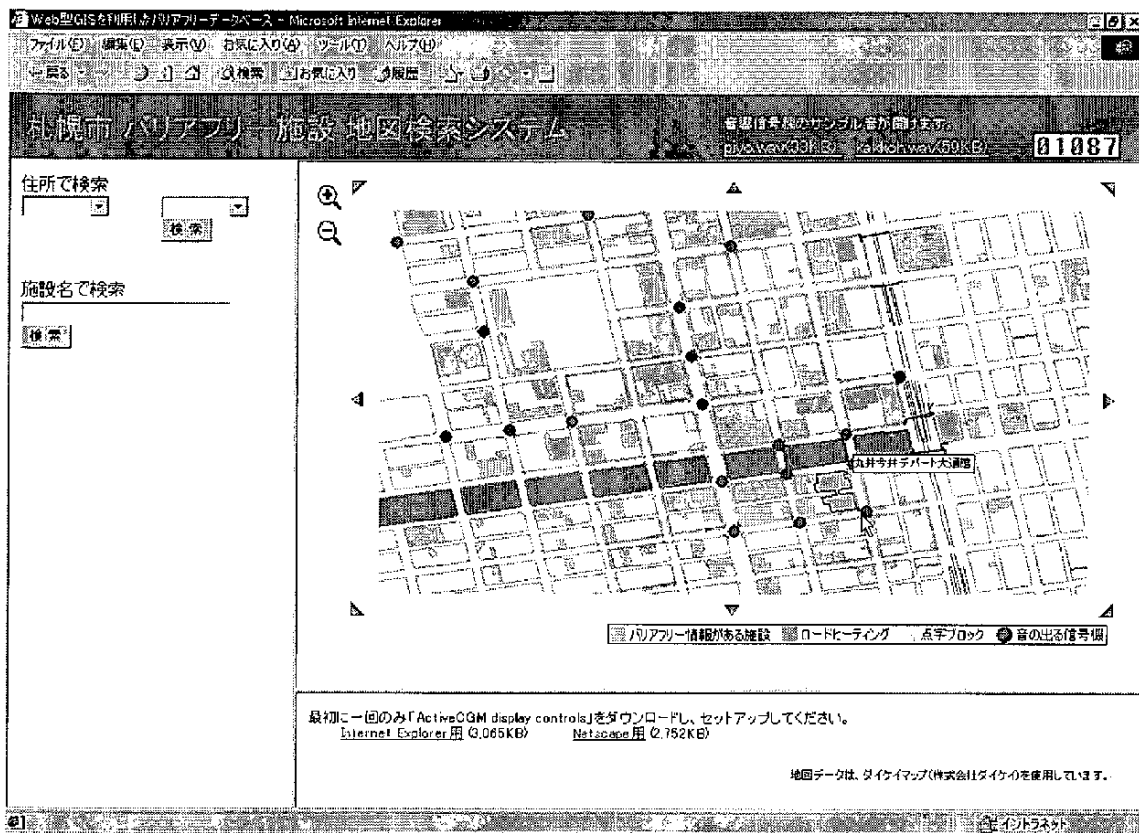 Web型GISを利用したバリアフリーデータベース - Microsoft Internet Explorer
ファイル(F) 編集(E) 表示(V) お気に入り(A) ツール(T) ヘルプ(H)
戻る 検索 お気に入り 履歴
札幌市 バリアフリー施設 地図検索システム
音響信号機のサンプル音が聞けます。
piyo.wav(33KB) kakkoh.wav(59KB)
01087
住所で検索
検索
施設名で検索
検索
丸井今井デパート大通館
バリアフリー情報がある施設 ロードヒーティング 点字ブロック 音の出る信号機
最初に一回のみ「ActiveCGM display controls」をダウンロードし、セットアップしてください。
Internet Explorer用 (3,065KB) Netscape用 (2,752KB)
地図データは、ダイケイマップ(株式会社ダイケイ)を使用しています。
イントラネット